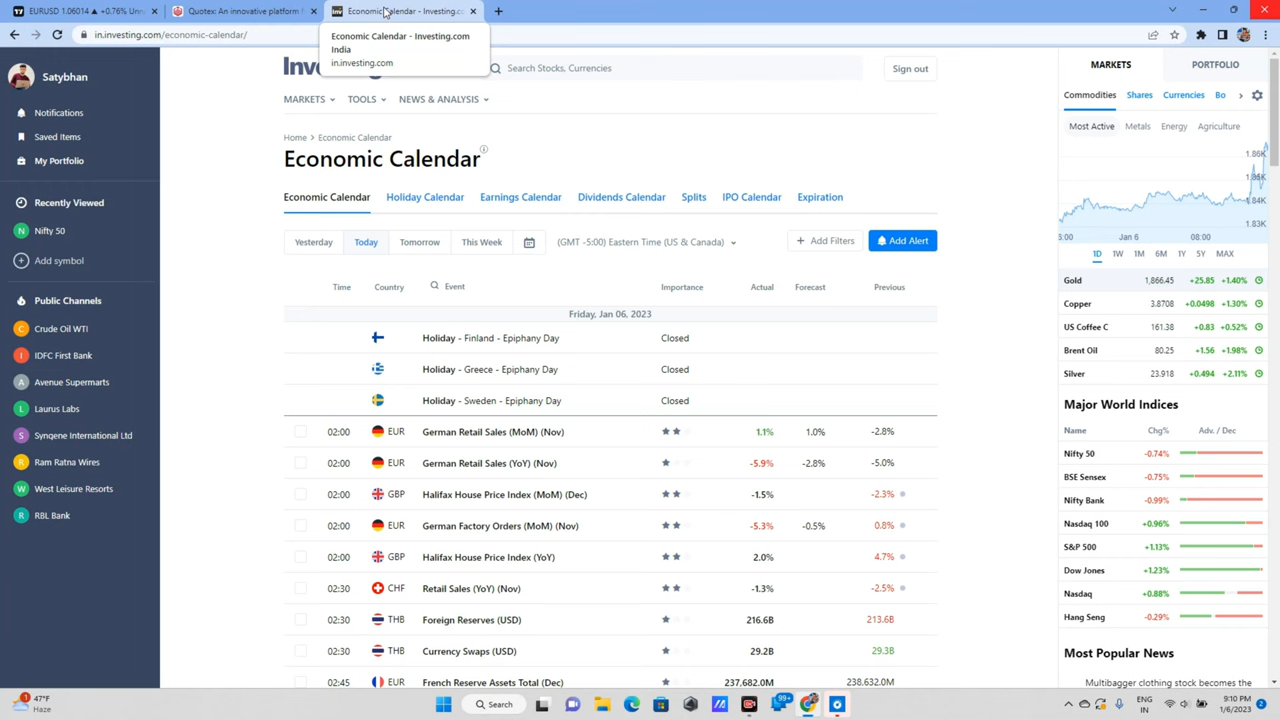 EURUSD 1.06014 ▲ +0.76% Unn
Quotex: An innovative platform f
Economic Calendar - Investing.co
in.investing.com/economic-calendar/
Economic Calendar - Investing.com
India
in.investing.com
Satybhan
Notifications
Saved Items
My Portfolio
Recently Viewed
Nifty 50
Add symbol
Public Channels
Crude Oil WTI
I IDFC First Bank
A Avenue Supermarts
L Laurus Labs
S Syngene International Ltd
R Ram Ratna Wires
W West Leisure Resorts
R RBL Bank
Inv
Search Stocks, Currencies
Sign out
MARKETS TOOLS NEWS & ANALYSIS
Home > Economic Calendar
Economic Calendar
Economic Calendar Holiday Calendar Earnings Calendar Dividends Calendar Splits IPO Calendar Expiration
Yesterday Today Tomorrow This Week (GMT -5:00) Eastern Time (US & Canada) + Add Filters Add Alert
Time Country Event Importance Actual Forecast Previous
Friday, Jan 06, 2023
Holiday - Finland - Epiphany Day Closed
Holiday - Greece - Epiphany Day Closed
Holiday - Sweden - Epiphany Day Closed
02:00 EUR German Retail Sales (MoM) (Nov) 1.1% 1.0% -2.8%
02:00 EUR German Retail Sales (YoY) (Nov) -5.9% -2.8% -5.0%
02:00 GBP Halifax House Price Index (MoM) (Dec) -1.5% -2.3%
02:00 EUR German Factory Orders (MoM) (Nov) -5.3% -0.5% 0.8%
02:00 GBP Halifax House Price Index (YoY) 2.0% 4.7%
02:30 CHF Retail Sales (YoY) (Nov) -1.3% -2.5%
02:30 THB Foreign Reserves (USD) 216.6B 213.6B
02:30 THB Currency Swaps (USD) 29.2B 29.3B
02:45 EUR French Reserve Assets Total (Dec) 237,682.0M 238,632.0M
MARKETS PORTFOLIO
Commodities Shares Currencies Bo
Most Active Metals Energy Agriculture
1.86K
1.84K
1.83K
5:00 Jan 6 08:00
1D 1W 1M 6M 1Y 5Y MAX
Gold 1,866.45 +25.85 +1.40%
Copper 3.8708 +0.0498 +1.30%
US Coffee C 161.38 +0.83 +0.52%
Brent Oil 80.25 +1.56 +1.98%
Silver 23.918 +0.494 +2.11%
Major World Indices
Name Chg% Adv. / Dec
Nifty 50 -0.74%
BSE Sensex -0.75%
Nifty Bank -0.99%
Nasdaq 100 +0.96%
S&P 500 +1.13%
Dow Jones +1.23%
Nasdaq +0.88%
Hang Seng -0.29%
Most Popular News
Multibagger clothing stock becomes the
1
47°F
Haze
Search
99+
ENG
IN
9:10 PM
1/6/2023
2